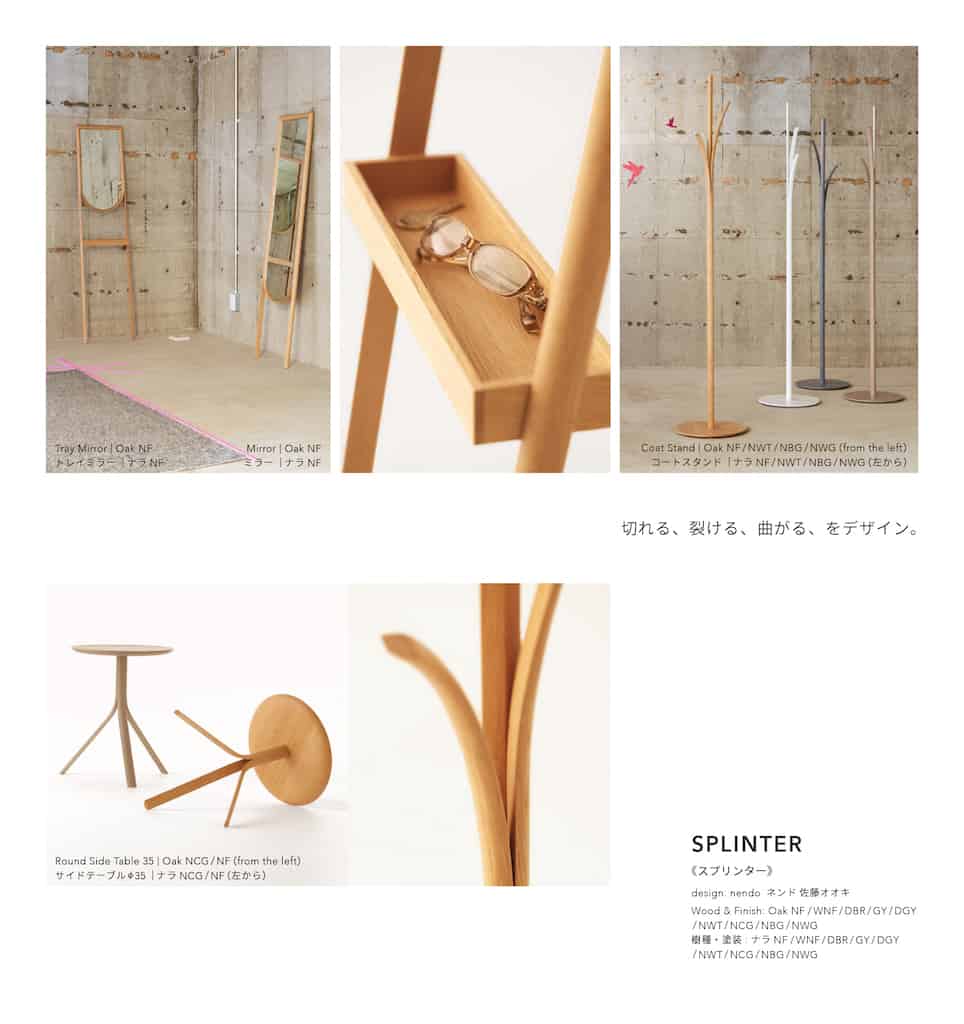 Tray Mirror | Oak NF
トレイミラー | ナラ NF
Mirror | Oak NF
ミラー | ナラ NF
Coat Stand | Oak NF / NWT / NBG / NWG (from the left)
コートスタンド | ナラ NF / NWT / NBG / NWG (左から)
切れる、裂ける、曲がる、をデザイン。
Round Side Table 35 | Oak NCG / NF (from the left)
サイドテーブルφ35 | ナラ NCG / NF (左から)
SPLINTER
《スプリンター》
design: nendo ネンド 佐藤オオキ
Wood & Finish: Oak NF / WNF / DBR / GY / DGY
/ NWT / NCG / NBG / NWG
樹種・塗装 : ナラ NF / WNF / DBR / GY / DGY
/ NWT / NCG / NBG / NWG